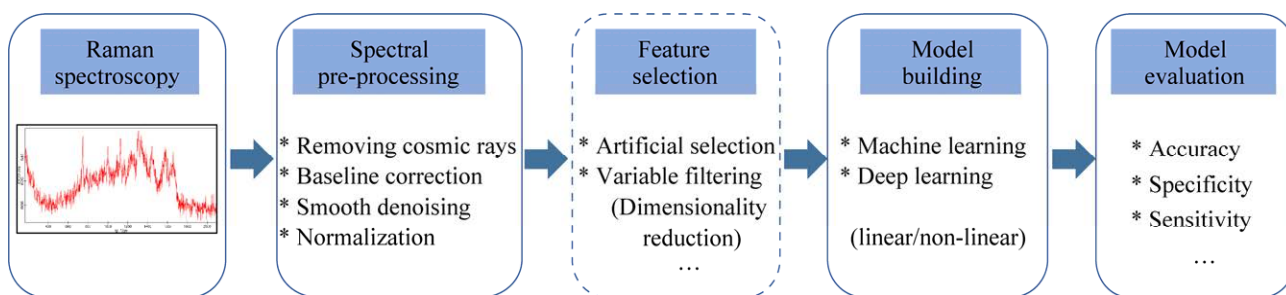 Raman
spectroscopy
Spectral
pre-processing
* Removing cosmic rays
* Baseline correction
* Smooth denoising
* Normalization
Feature
selection
* Artificial selection
* Variable filtering
(Dimensionality
reduction)
…
Model
building
* Machine learning
* Deep learning
(linear/non-linear)
Model
evaluation
* Accuracy
* Specificity
* Sensitivity
…